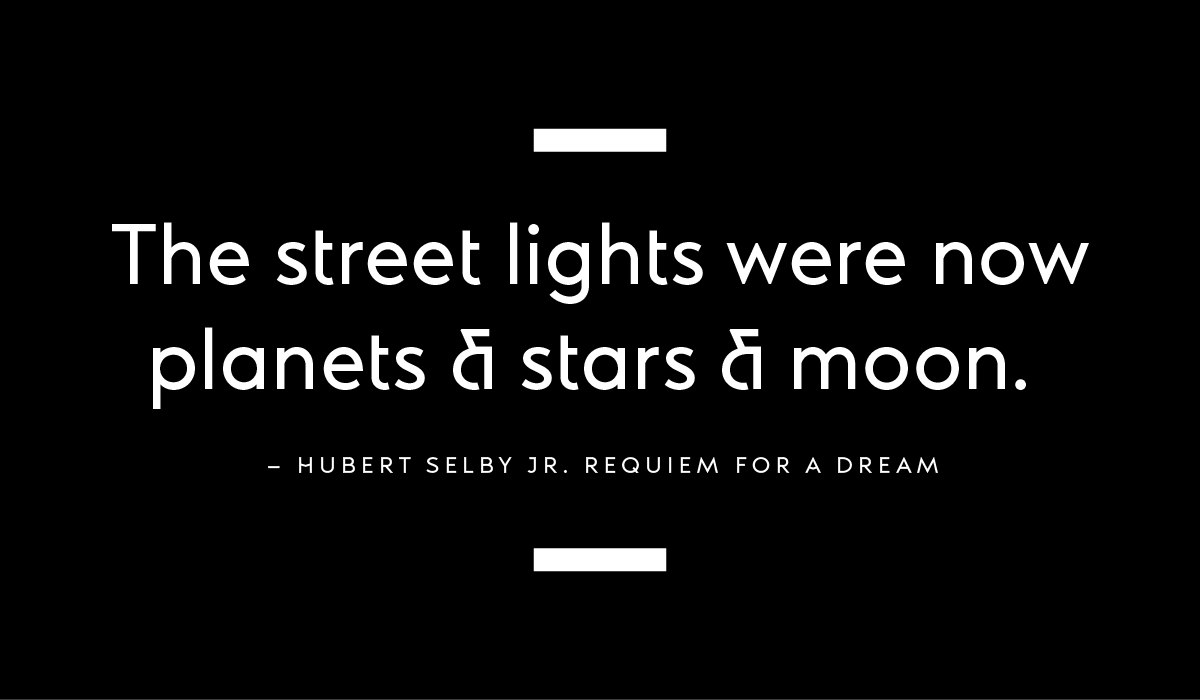 The street lights were now
planets & stars & moon.
– HUBERT SELBY JR. REQUIEM FOR A DREAM